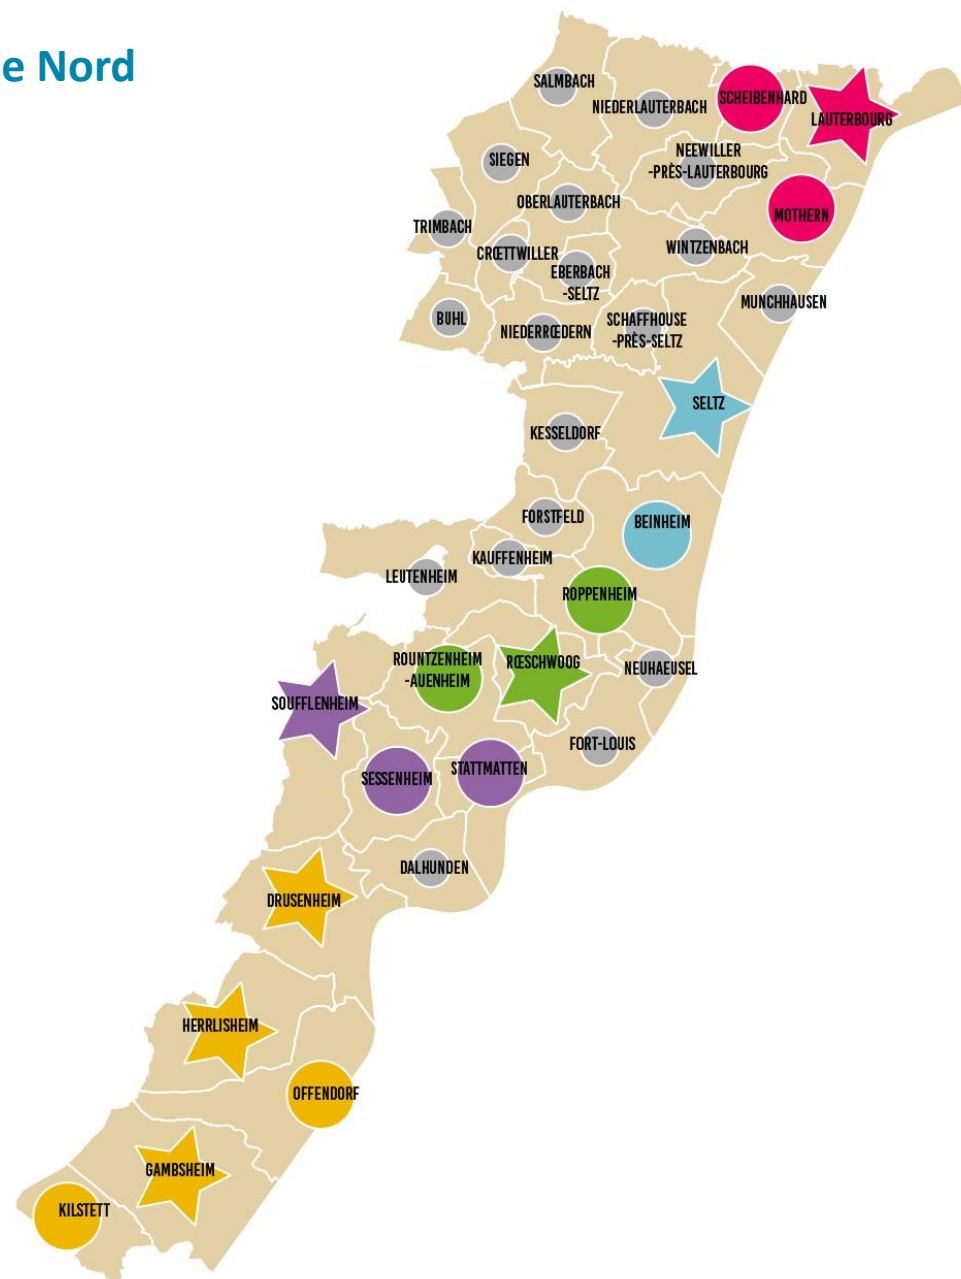 e Nord
SALMBACH
NIEDERLAUTERBACH
SCHEIBENHARD
LAUTERBOURG
SIEGEN
NEEWILLER
-PRÈS-LAUTERBOURG
OBERLAUTERBACH
MOTHERN
TRIMBACH
CRŒTTWILLER
WINTZENBACH
EBERBACH
-SELTZ
MUNCHHAUSEN
BUHL
NIEDERRŒDERN
SCHAFFHOUSE
-PRÈS-SELTZ
SELTZ
KESSELDORF
FORSTFELD
BEINHEIM
KAUFFENHEIM
LEUTENHEIM
ROPPENHEIM
ROUNTZENHEIM
-AUENHEIM
RŒSCHWOOG
NEUHAEUSEL
SOUFFLENHEIM
FORT-LOUIS
SESSENHEIM
STATTMATTEN
DALHUNDEN
DRUSENHEIM
HERRLISHEIM
OFFENDORF
GAMBSHEIM
KILSTETT